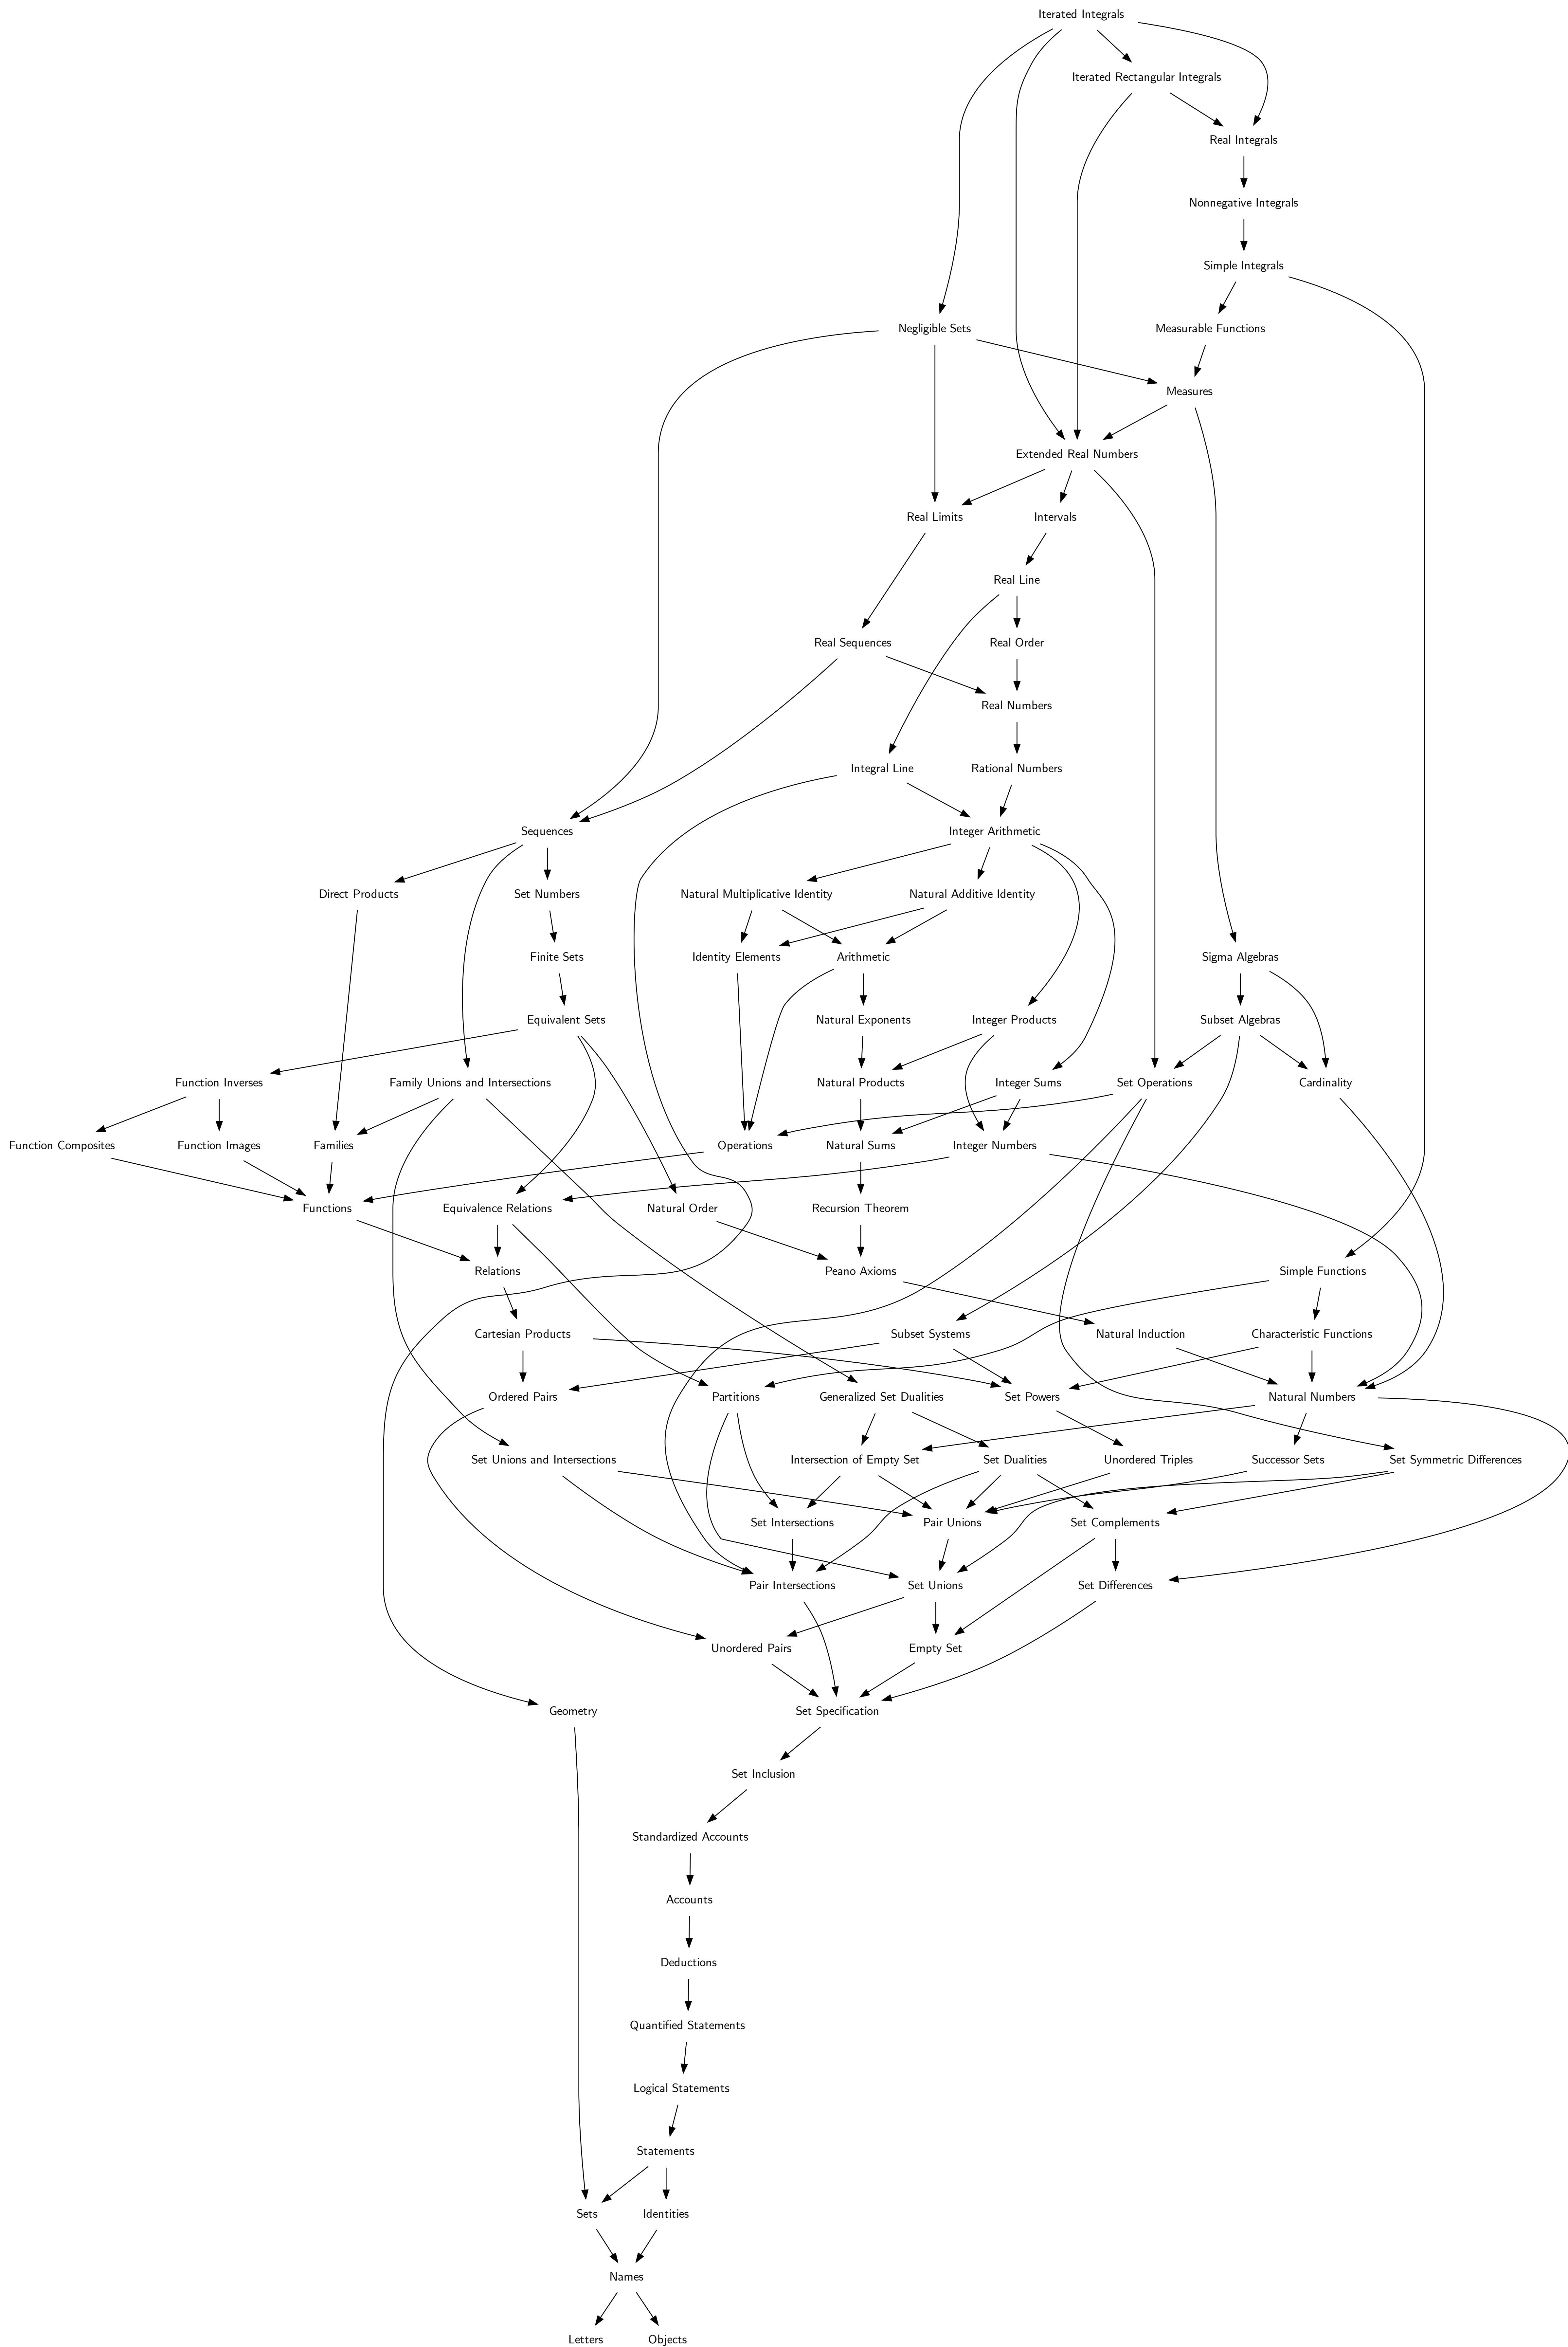 Iterated Integrals
Iterated Rectangular Integrals
Real Integrals
Nonnegative Integrals
Simple Integrals
Negligible Sets
Measurable Functions
Measures
Extended Real Numbers
Real Limits
Intervals
Real Line
Real Sequences
Real Order
Real Numbers
Integral Line
Rational Numbers
Sequences
Integer Arithmetic
Direct Products
Set Numbers
Natural Multiplicative Identity
Natural Additive Identity
Finite Sets
Identity Elements
Arithmetic
Sigma Algebras
Equivalent Sets
Natural Exponents
Integer Products
Subset Algebras
Function Inverses
Family Unions and Intersections
Natural Products
Integer Sums
Set Operations
Cardinality
Function Composites
Function Images
Families
Operations
Natural Sums
Integer Numbers
Functions
Equivalence Relations
Natural Order
Recursion Theorem
Relations
Peano Axioms
Simple Functions
Cartesian Products
Subset Systems
Natural Induction
Characteristic Functions
Ordered Pairs
Partitions
Generalized Set Dualities
Set Powers
Natural Numbers
Set Unions and Intersections
Intersection of Empty Set
Set Dualities
Unordered Triples
Successor Sets
Set Symmetric Differences
Set Intersections
Pair Unions
Set Complements
Pair Intersections
Set Unions
Set Differences
Unordered Pairs
Empty Set
Geometry
Set Specification
Set Inclusion
Standardized Accounts
Accounts
Deductions
Quantified Statements
Logical Statements
Statements
Sets
Identities
Names
Letters
Objects